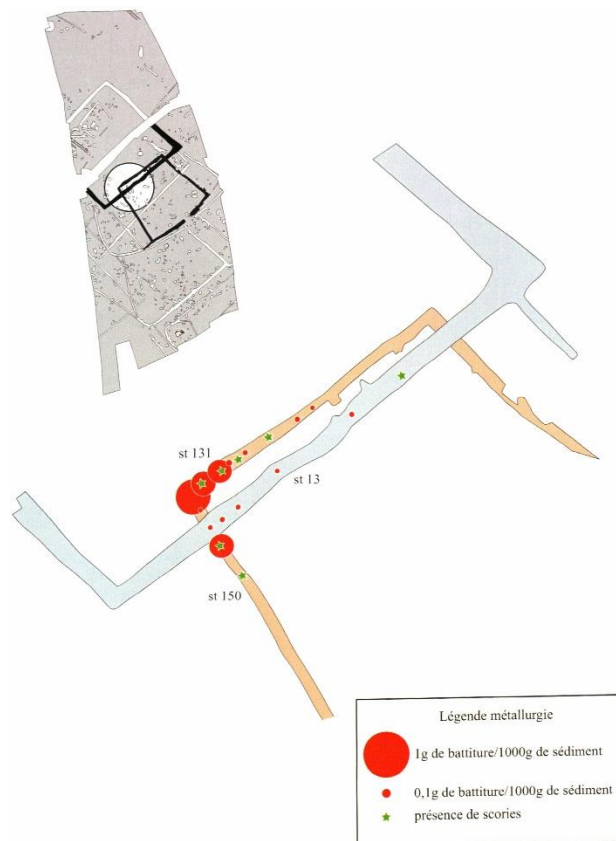 st 131
st 13
st 150
Légende métallurgie
1g de battiture/1000g de sédiment
0,1g de battiture/1000g de sédiment
présence de scories